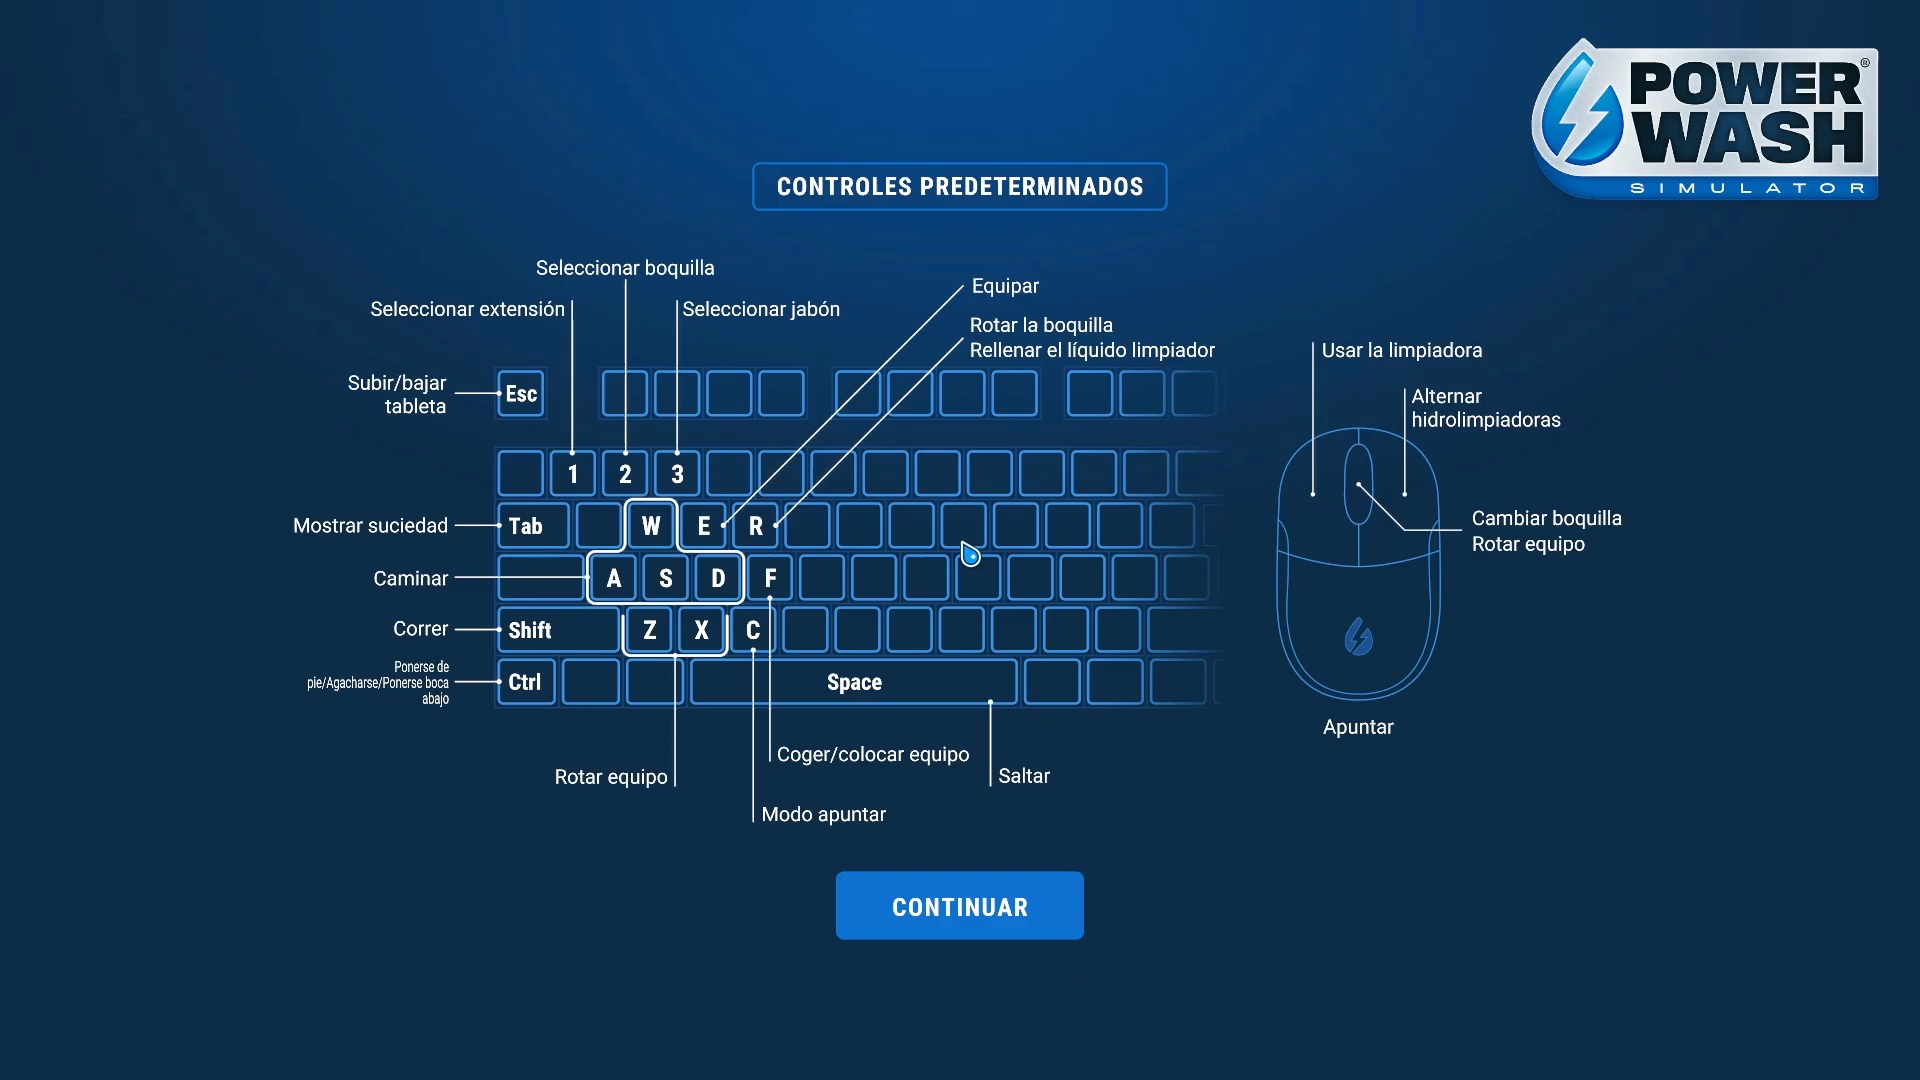 POWER®
WASH
SIMULATOR
CONTROLES PREDETERMINADOS
Seleccionar boquilla
Seleccionar extensión
Seleccionar jabón
Equipar
Rotar la boquilla
Rellenar el líquido limpiador
Usar la limpiadora
Subir/bajar
tableta
Esc
Alternar
hidrolimpiadoras
1 2 3
Mostrar suciedad
Tab W E R
Cambiar boquilla
Rotar equipo
Caminar
A S D F
Correr
Shift Z X C
Ponerse de
pie/Agacharse/Ponerse boca
abajo
Ctrl Space
Apuntar
Coger/colocar equipo
Rotar equipo
Saltar
Modo apuntar
CONTINUAR